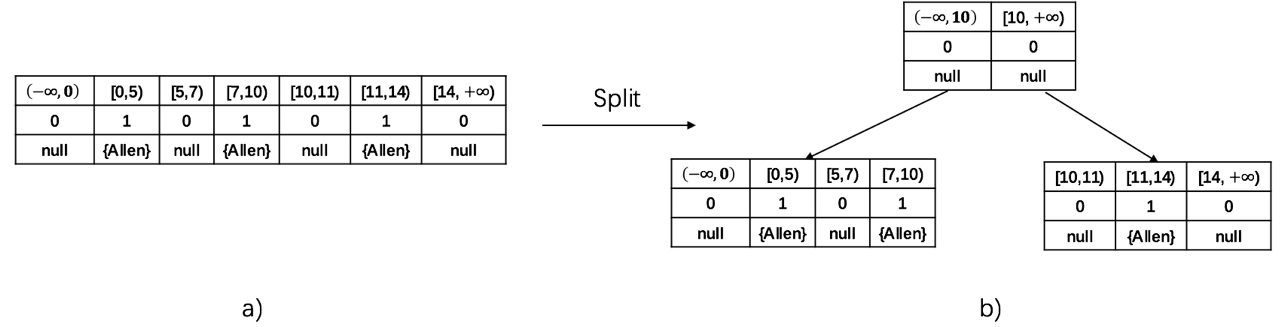 (−∞, 0) [0,5) [5,7) [7,10) [10,11) [11,14) [14, +∞)
0 1 0 1 0 1 0
null {Allen} null {Allen} null {Allen} null
Split
(−∞, 10) [10, +∞)
0 0
null null
(−∞, 0) [0,5) [5,7) [7,10)
0 1 0 1
null {Allen} null {Allen}
[10,11) [11,14) [14, +∞)
0 1 0
null {Allen} null
a)
b)